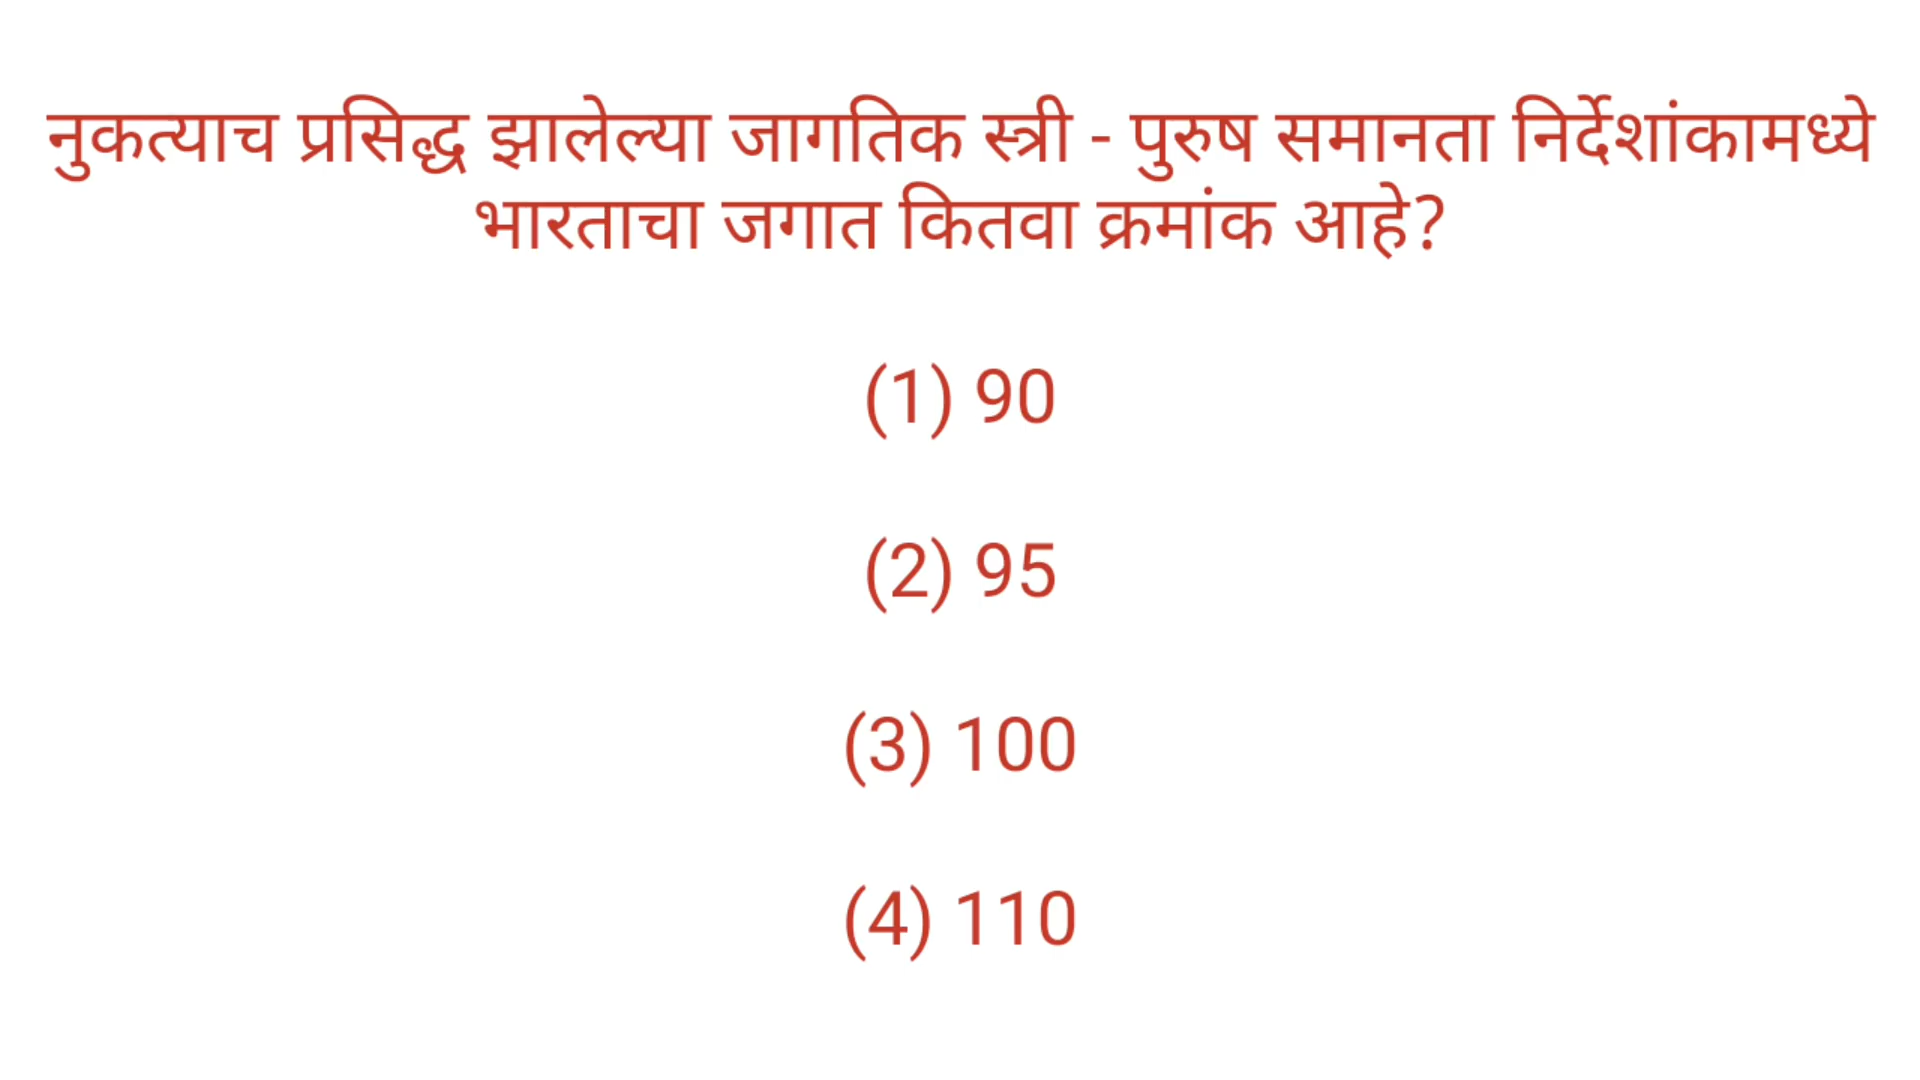 नुकत्याच प्रसिद्ध झालेल्या जागतिक स्त्री - पुरुष समानता निर्देशांकामध्ये
भारताचा जगात कितवा क्रमांक आहे?
(1) 90
(2) 95
(3) 100
(4) 110